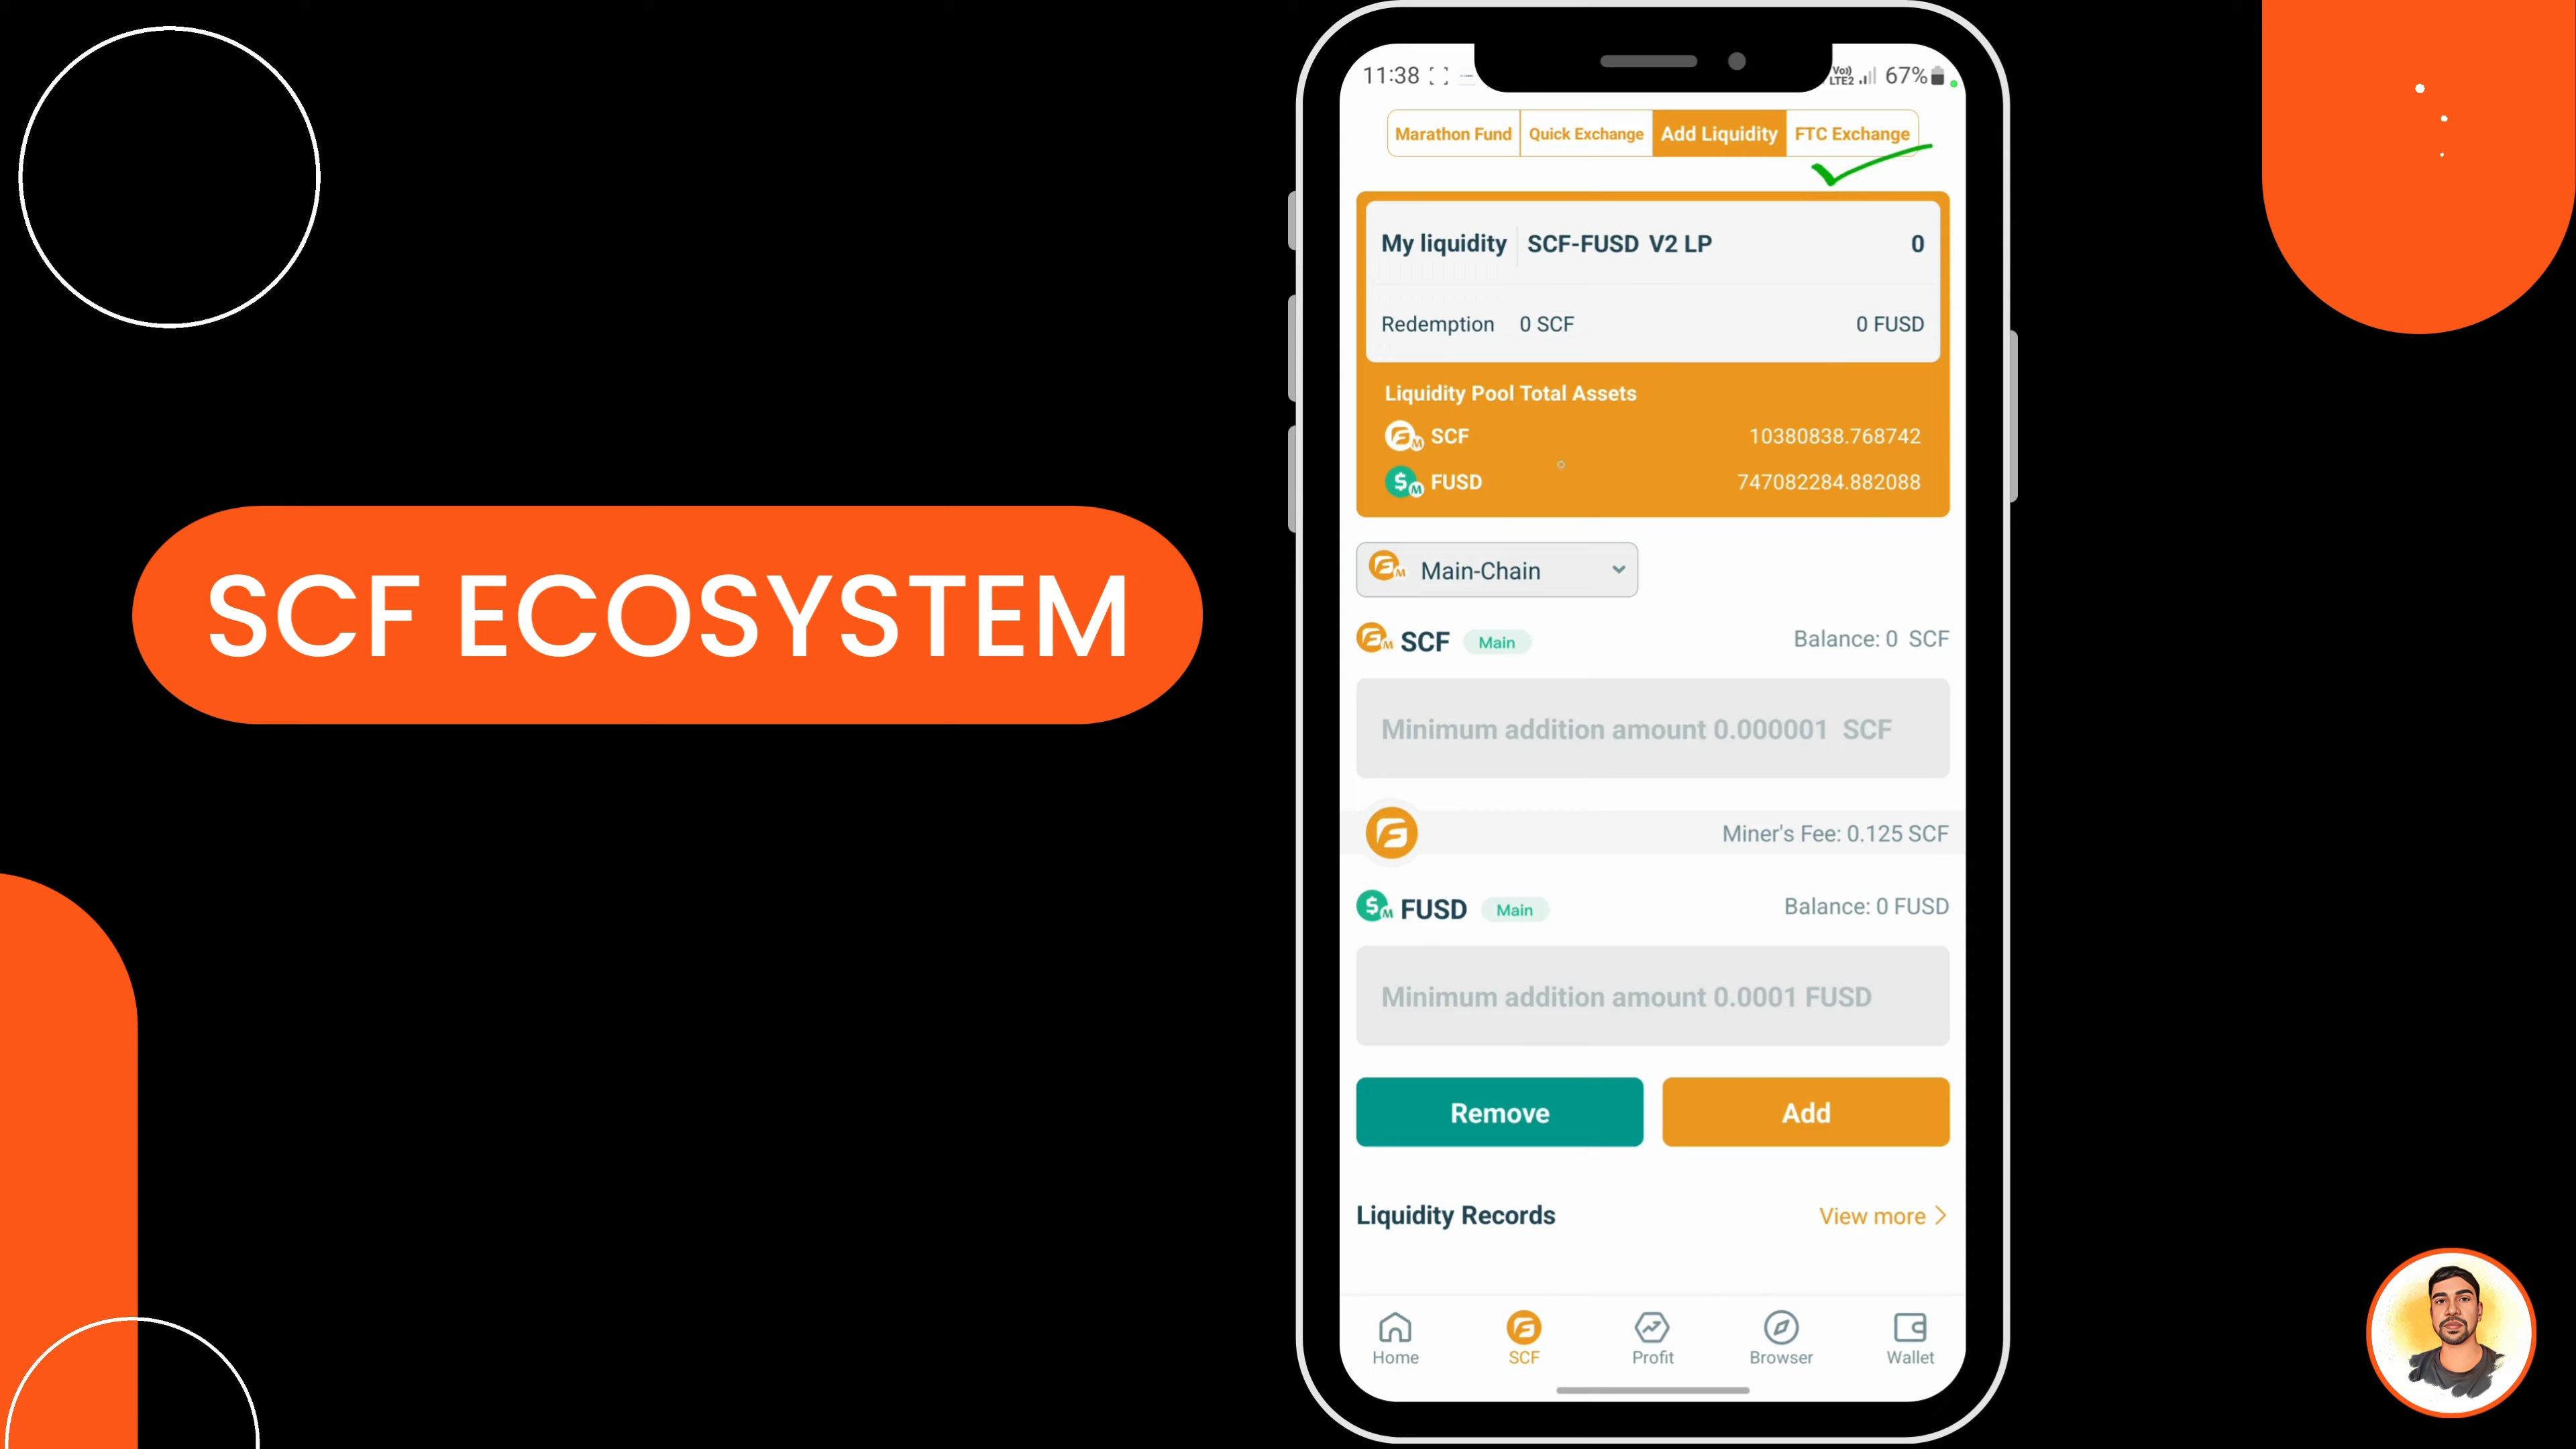 SCF ECOSYSTEM
11:38
Vo))
LTE2
67%
Marathon Fund
Quick Exchange
Add Liquidity
FTC Exchange
My liquidity SCF-FUSD V2 LP 0
Redemption 0 SCF 0 FUSD
Liquidity Pool Total Assets
SCF 10380838.768742
FUSD 747082284.882088
Main-Chain
SCF Main Balance: 0 SCF
Minimum addition amount 0.000001 SCF
Miner's Fee: 0.125 SCF
FUSD Main Balance: 0 FUSD
Minimum addition amount 0.0001 FUSD
Remove
Add
Liquidity Records View more
Home
SCF
Profit
Browser
Wallet